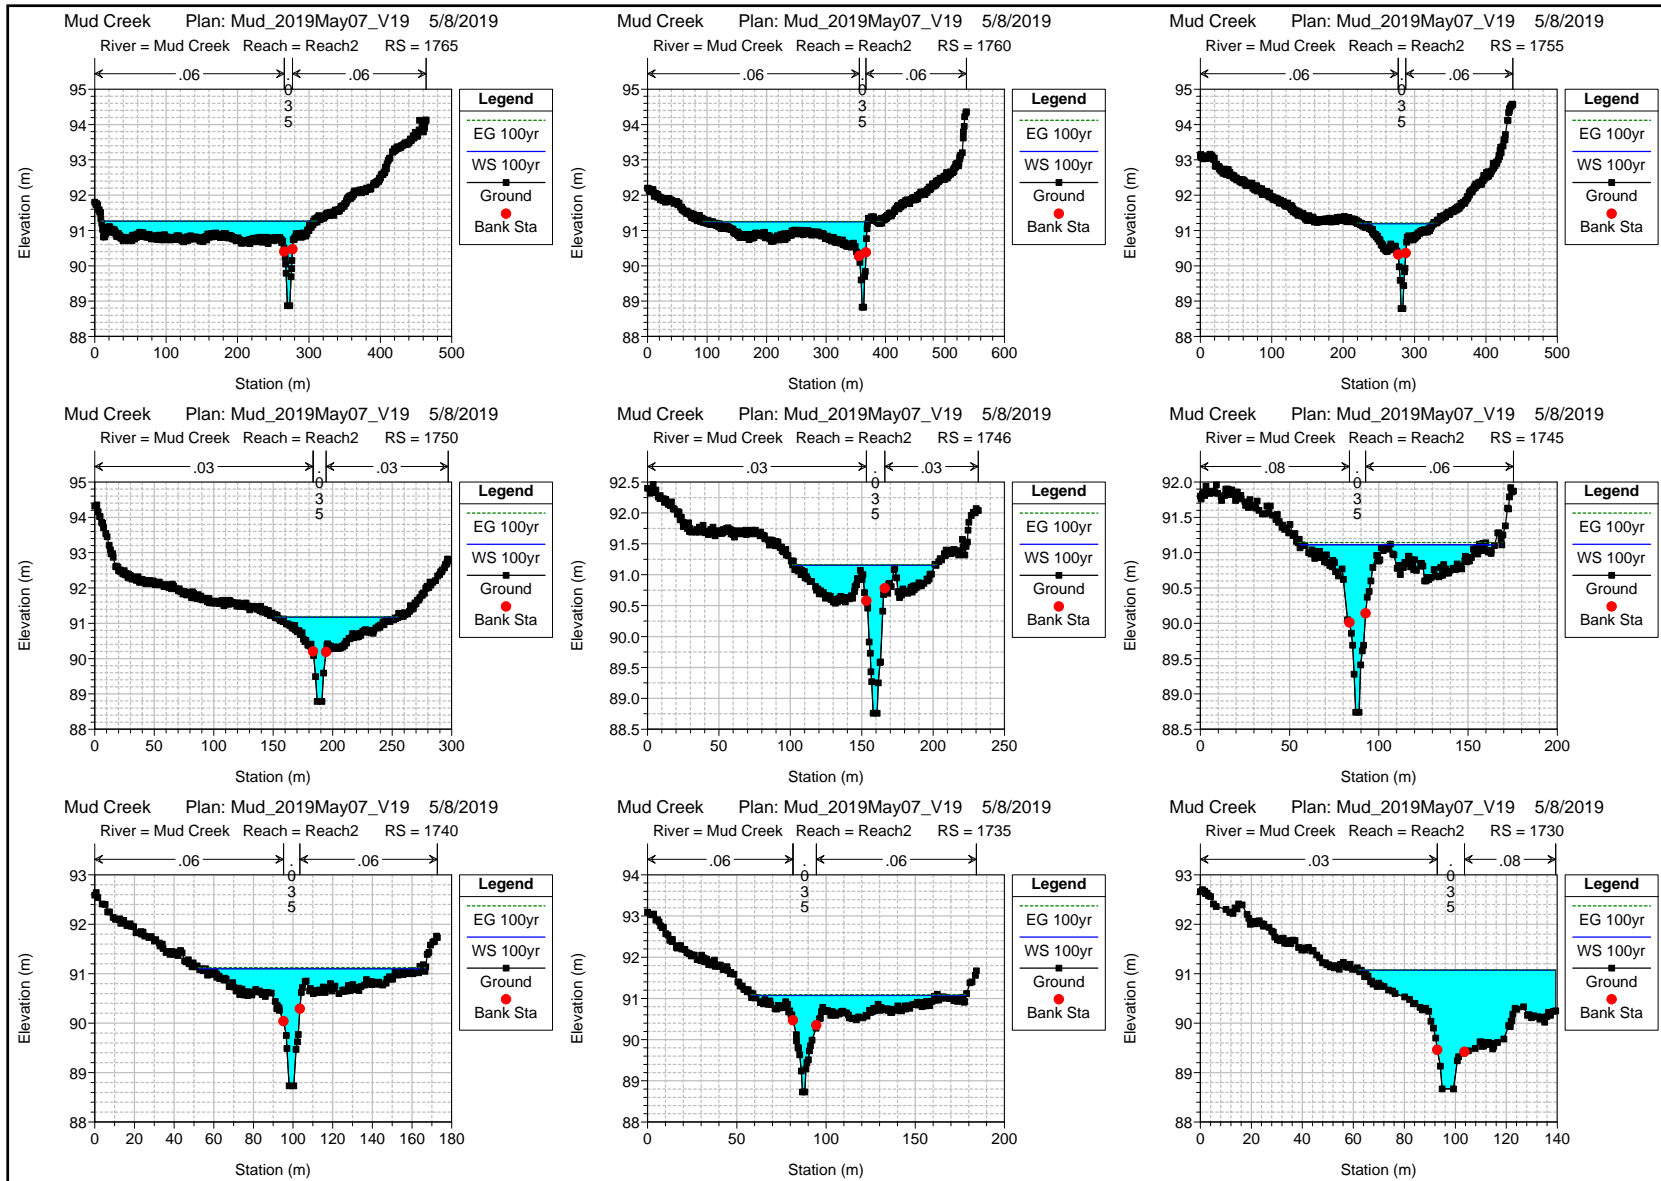 Mud Creek Plan: Mud_2019May07_V19 5/8/2019
River = Mud Creek Reach = Reach2 RS = 1765
.06 .035 .06
95
94
93
92
91
90
89
88
0 100 200 300 400 500
Station (m)
Elevation (m)
Legend
EG 100yr
WS 100yr
Ground
Bank Sta
Mud Creek Plan: Mud_2019May07_V19 5/8/2019
River = Mud Creek Reach = Reach2 RS = 1760
.06 .035 .06
95
94
93
92
91
90
89
88
0 100 200 300 400 500 600
Station (m)
Elevation (m)
Legend
EG 100yr
WS 100yr
Ground
Bank Sta
Mud Creek Plan: Mud_2019May07_V19 5/8/2019
River = Mud Creek Reach = Reach2 RS = 1755
.06 .035 .06
95
94
93
92
91
90
89
88
0 100 200 300 400 500
Station (m)
Elevation (m)
Legend
EG 100yr
WS 100yr
Ground
Bank Sta
Mud Creek Plan: Mud_2019May07_V19 5/8/2019
River = Mud Creek Reach = Reach2 RS = 1750
.03 .035 .03
95
94
93
92
91
90
89
88
0 50 100 150 200 250 300
Station (m)
Elevation (m)
Legend
EG 100yr
WS 100yr
Ground
Bank Sta
Mud Creek Plan: Mud_2019May07_V19 5/8/2019
River = Mud Creek Reach = Reach2 RS = 1746
.03 .035 .03
92.5
92.0
91.5
91.0
90.5
90.0
89.5
89.0
88.5
0 50 100 150 200 250
Station (m)
Elevation (m)
Legend
EG 100yr
WS 100yr
Ground
Bank Sta
Mud Creek Plan: Mud_2019May07_V19 5/8/2019
River = Mud Creek Reach = Reach2 RS = 1745
.08 .035 .06
92.0
91.5
91.0
90.5
90.0
89.5
89.0
88.5
0 50 100 150 200
Station (m)
Elevation (m)
Legend
EG 100yr
WS 100yr
Ground
Bank Sta
Mud Creek Plan: Mud_2019May07_V19 5/8/2019
River = Mud Creek Reach = Reach2 RS = 1740
.06 .035 .06
93
92
91
90
89
88
0 20 40 60 80 100 120 140 160 180
Station (m)
Elevation (m)
Legend
EG 100yr
WS 100yr
Ground
Bank Sta
Mud Creek Plan: Mud_2019May07_V19 5/8/2019
River = Mud Creek Reach = Reach2 RS = 1735
.06 .035 .06
94
93
92
91
90
89
88
0 50 100 150 200
Station (m)
Elevation (m)
Legend
EG 100yr
WS 100yr
Ground
Bank Sta
Mud Creek Plan: Mud_2019May07_V19 5/8/2019
River = Mud Creek Reach = Reach2 RS = 1730
.03 .035 .08
93
92
91
90
89
88
0 20 40 60 80 100 120 140
Station (m)
Elevation (m)
Legend
EG 100yr
WS 100yr
Ground
Bank Sta